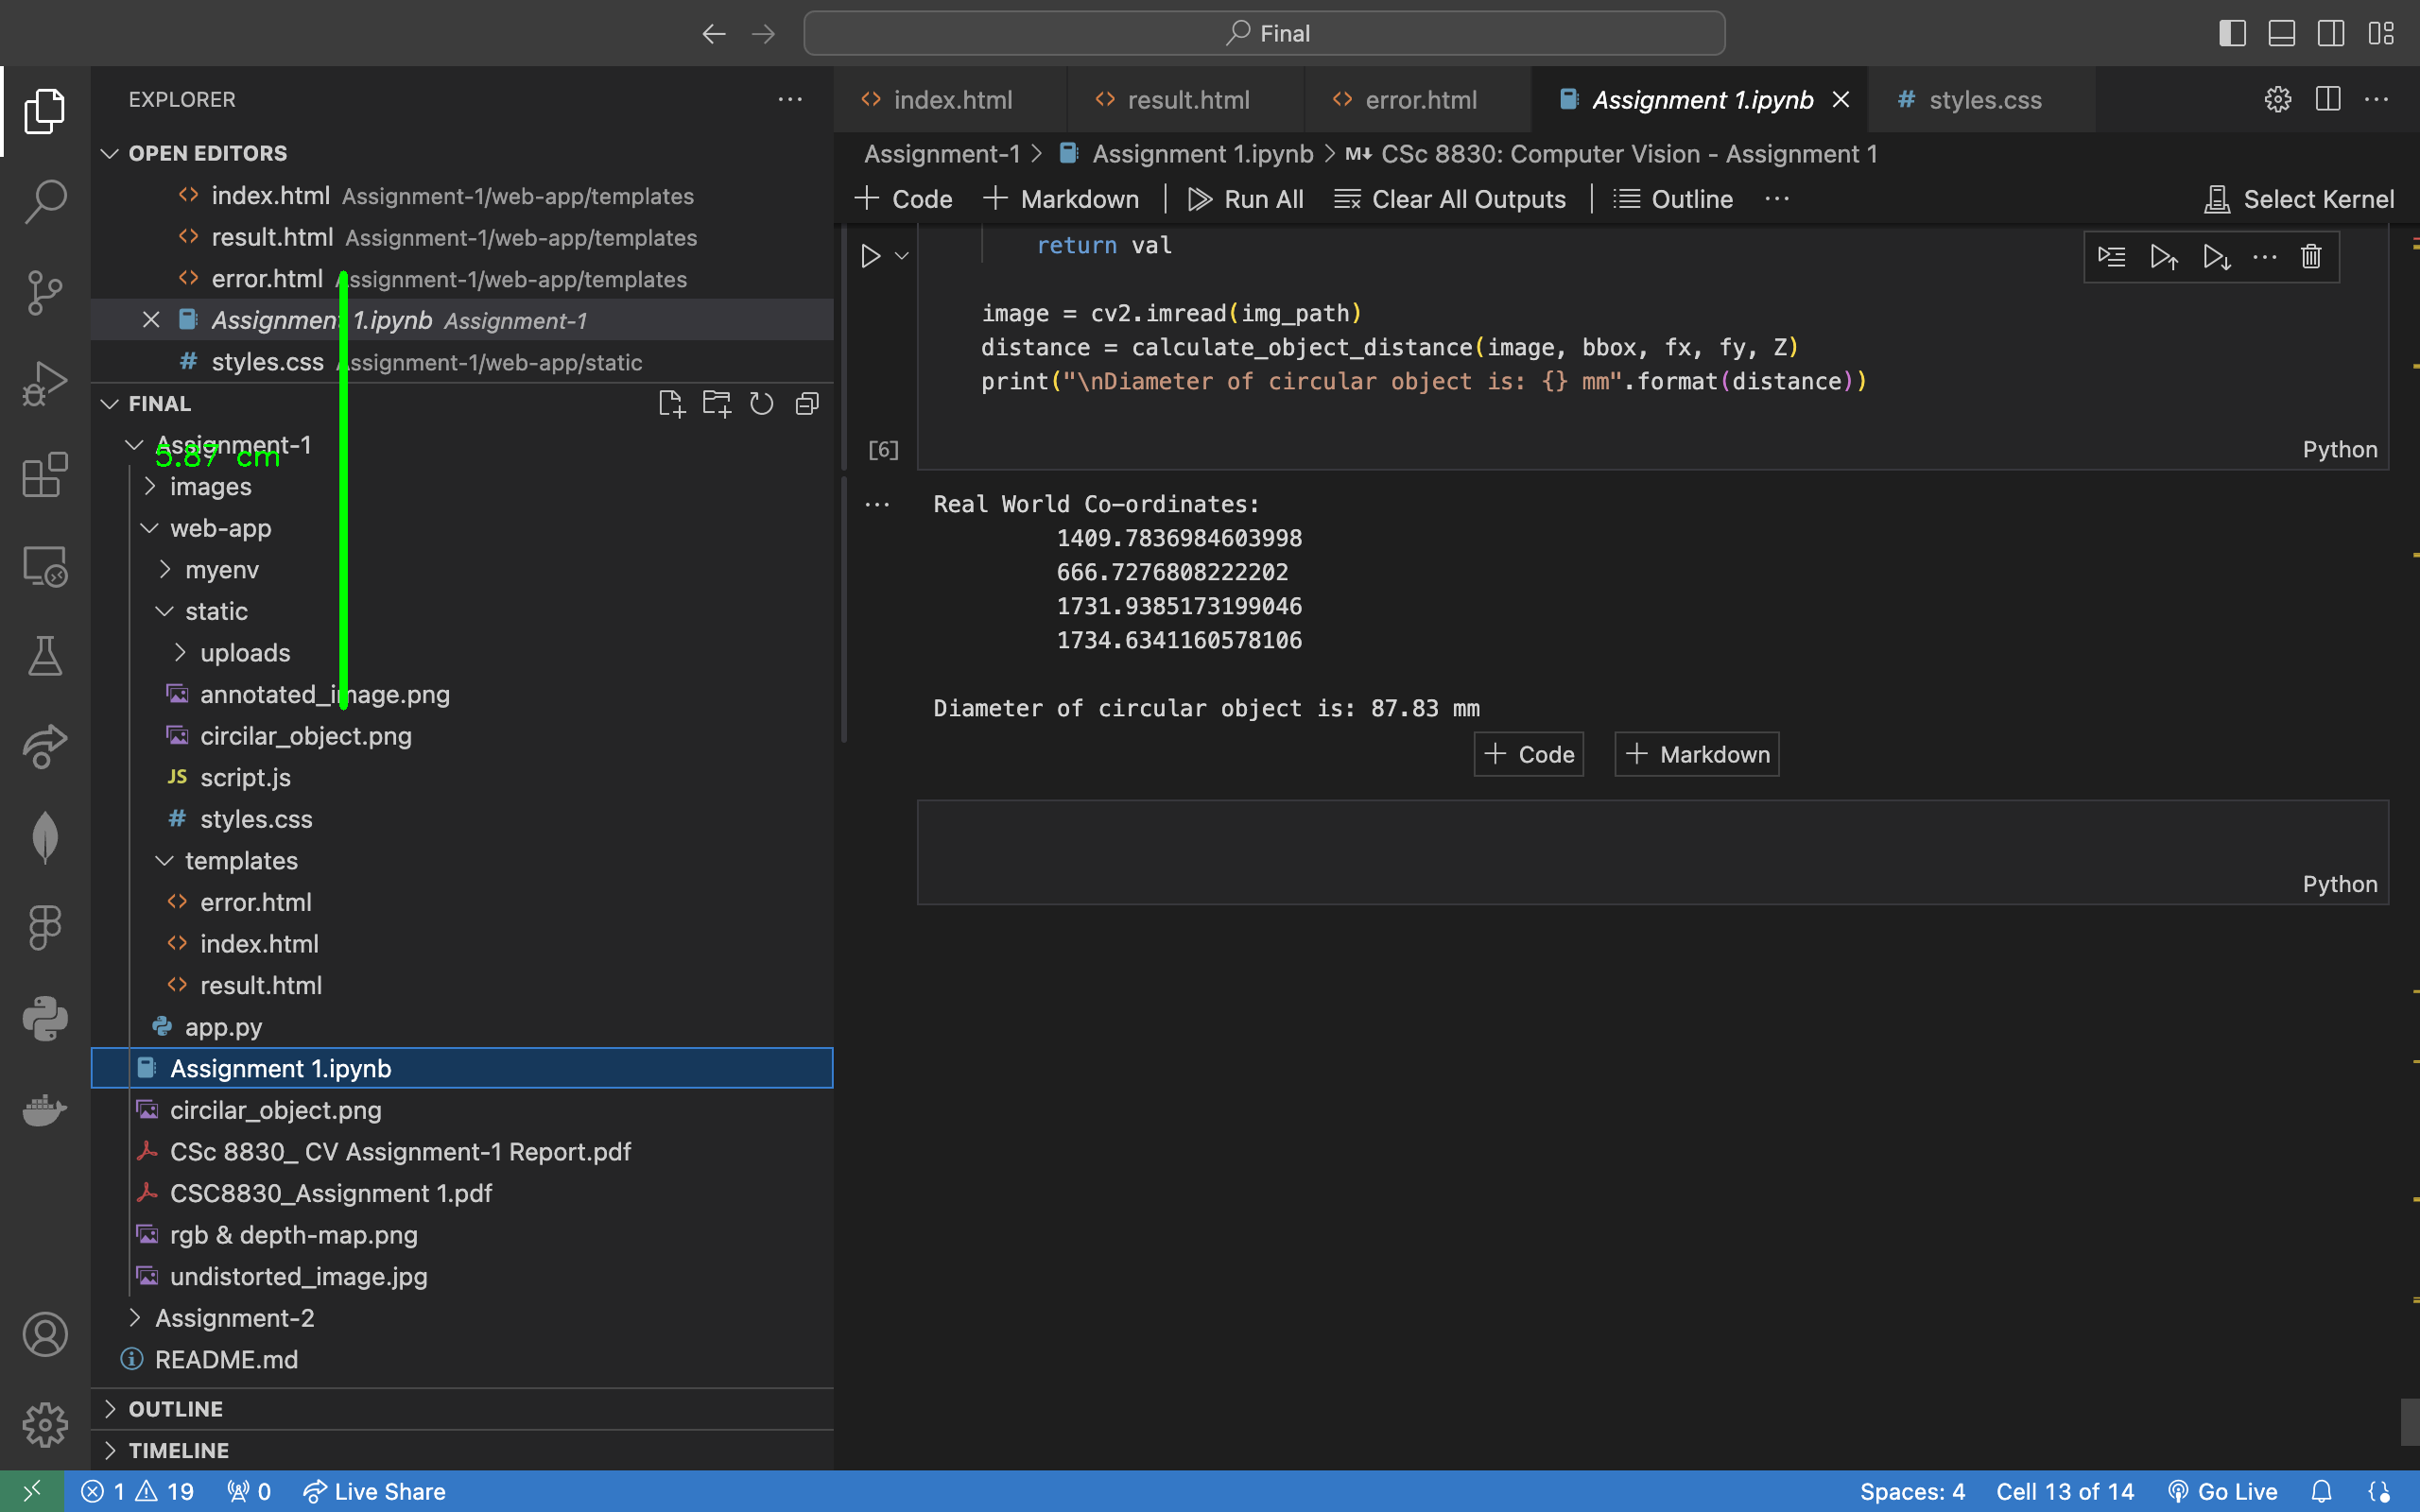 Final
EXPLORER
OPEN EDITORS
index.html Assignment-1/web-app/templates
result.html Assignment-1/web-app/templates
error.html Assignment-1/web-app/templates
Assignment 1.ipynb Assignment-1
styles.css Assignment-1/web-app/static
FINAL
Assignment-1
5.87 cm
images
web-app
myenv
static
uploads
annotated_image.png
circilar_object.png
JS script.js
# styles.css
templates
error.html
index.html
result.html
app.py
Assignment 1.ipynb
circilar_object.png
CSc 8830_ CV Assignment-1 Report.pdf
CSC8830_Assignment 1.pdf
rgb & depth-map.png
undistorted_image.jpg
Assignment-2
README.md
OUTLINE
TIMELINE
index.html result.html error.html Assignment 1.ipynb # styles.css
Assignment-1 > Assignment 1.ipynb > M↓ CSc 8830: Computer Vision - Assignment 1
+ Code + Markdown | Run All Clear All Outputs | Outline ... Select Kernel
return val
image = cv2.imread(img_path)
distance = calculate_object_distance(image, bbox, fx, fy, Z)
print("\nDiameter of circular object is: {} mm".format(distance))
[6] Python
Real World Co-ordinates:
1409.7836984603998
666.7276808222202
1731.9385173199046
1734.6341160578106
Diameter of circular object is: 87.83 mm
+ Code + Markdown
Python
1 19 0 Live Share Spaces: 4 Cell 13 of 14 Go Live